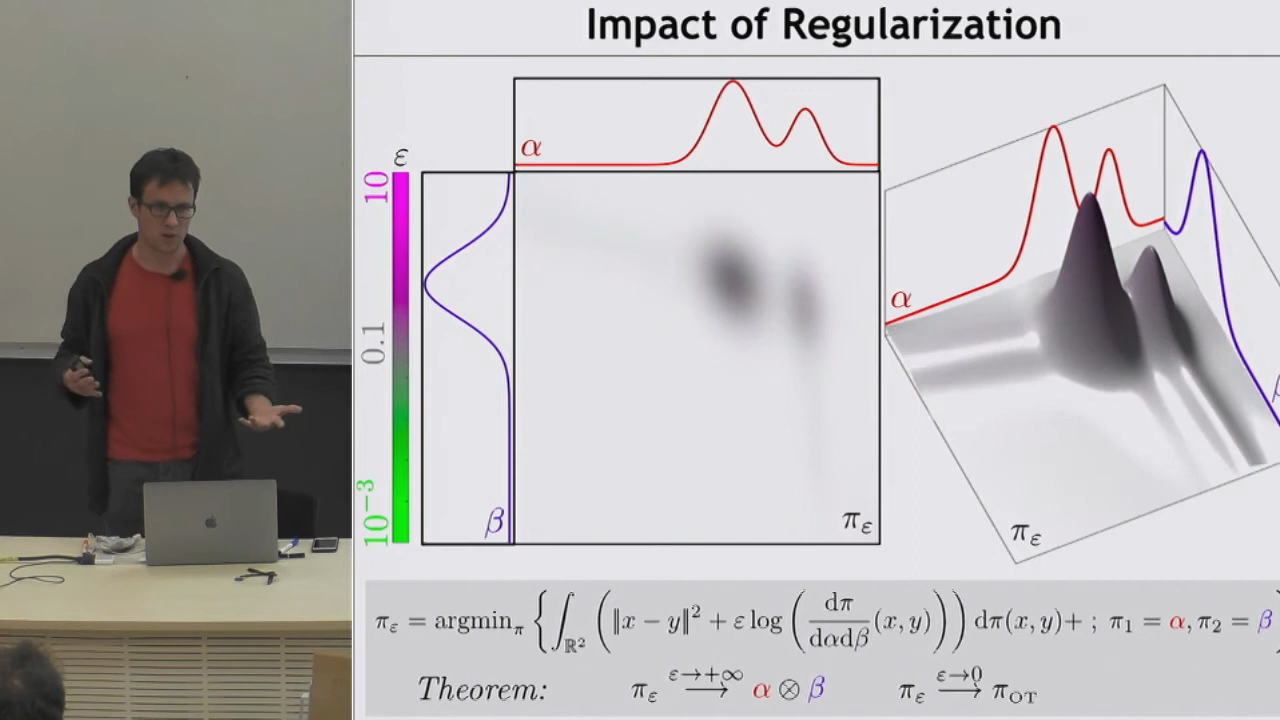 Impact of Regularization
α
ε
10
0.1
10⁻³
β
π_ε
α
β
π_ε
π_ε = argmin_π { ∫_{ℝ²} ( ‖x − y‖² + ε log ( dπ/dαdβ (x, y) ) ) dπ(x, y)+ ; π₁ = α, π₂ = β }
Theorem: π_ε —(ε→+∞)→ α ⊗ β π_ε —(ε→0)→ π_OT